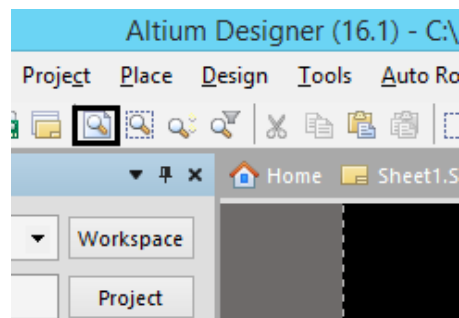 Altium Designer (16.1) - C:\
Project Place Design Tools Auto Ro
Home Sheet1.S
Workspace
Project